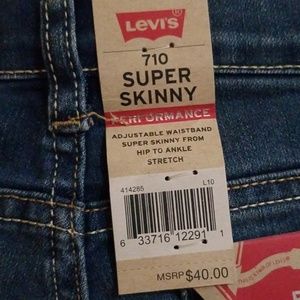 Levi's
710
SUPER
SKINNY
PERFORMANCE
ADJUSTABLE WAISTBAND
SUPER SKINNY FROM
HIP TO ANKLE
STRETCH
414285 L10
6 33716 12291 1
MSRP $40.00